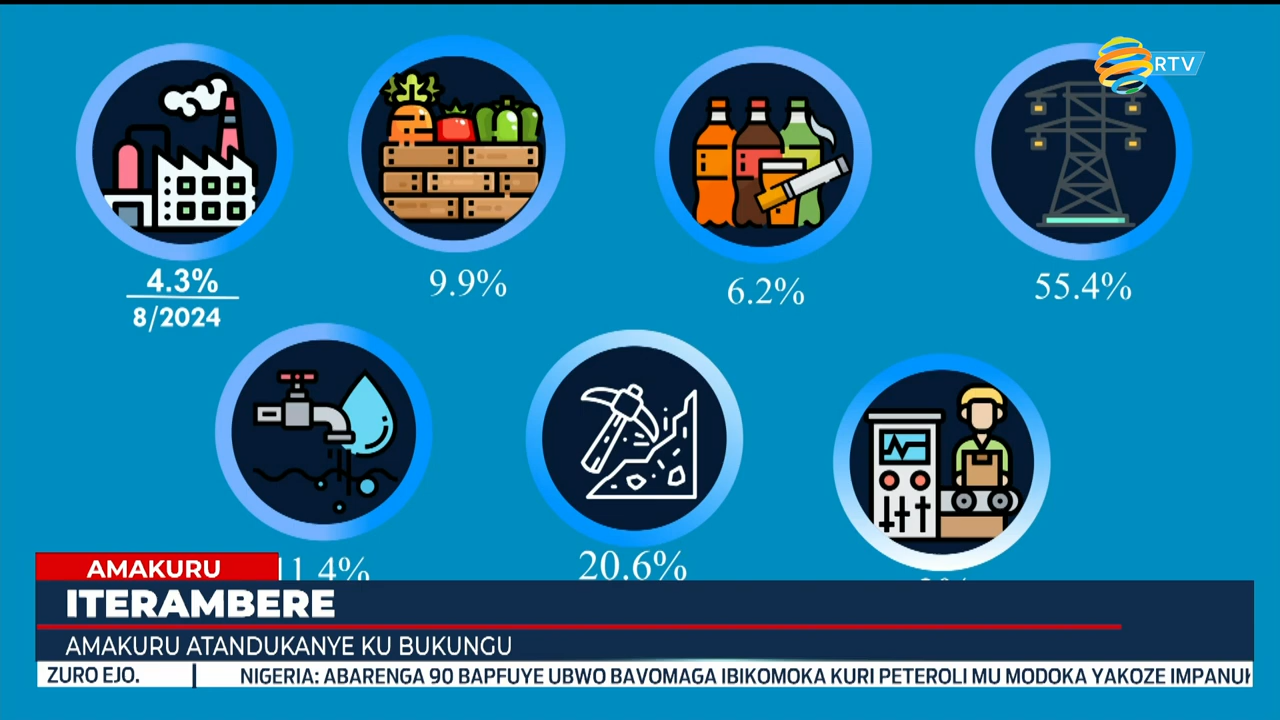 RTV
4.3%
8/2024
9.9%
6.2%
55.4%
11.4%
20.6%
AMAKURU
ITERAMBERE
AMAKURU ATANDUKANYE KU BUKUNGU
ZURO EJO.
NIGERIA: ABARENGA 90 BAPFUYE UBWO BAVOMAGA IBIKOMOKA KURI PETEROLI MU MODOKA YAKOZE